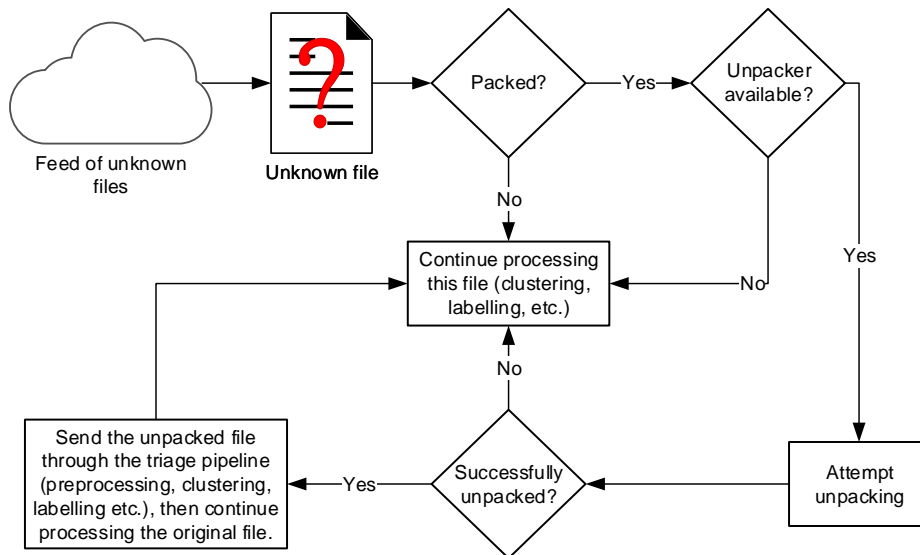 Feed of unknown
files
?
Unknown file
Packed?
Yes
Unpacker
available?
No
Yes
No
Continue processing
this file (clustering,
labelling, etc.)
No
Send the unpacked file
through the triage pipeline
(preprocessing, clustering,
labelling etc.), then continue
processing the original file.
Yes
Successfully
unpacked?
Attempt
unpacking